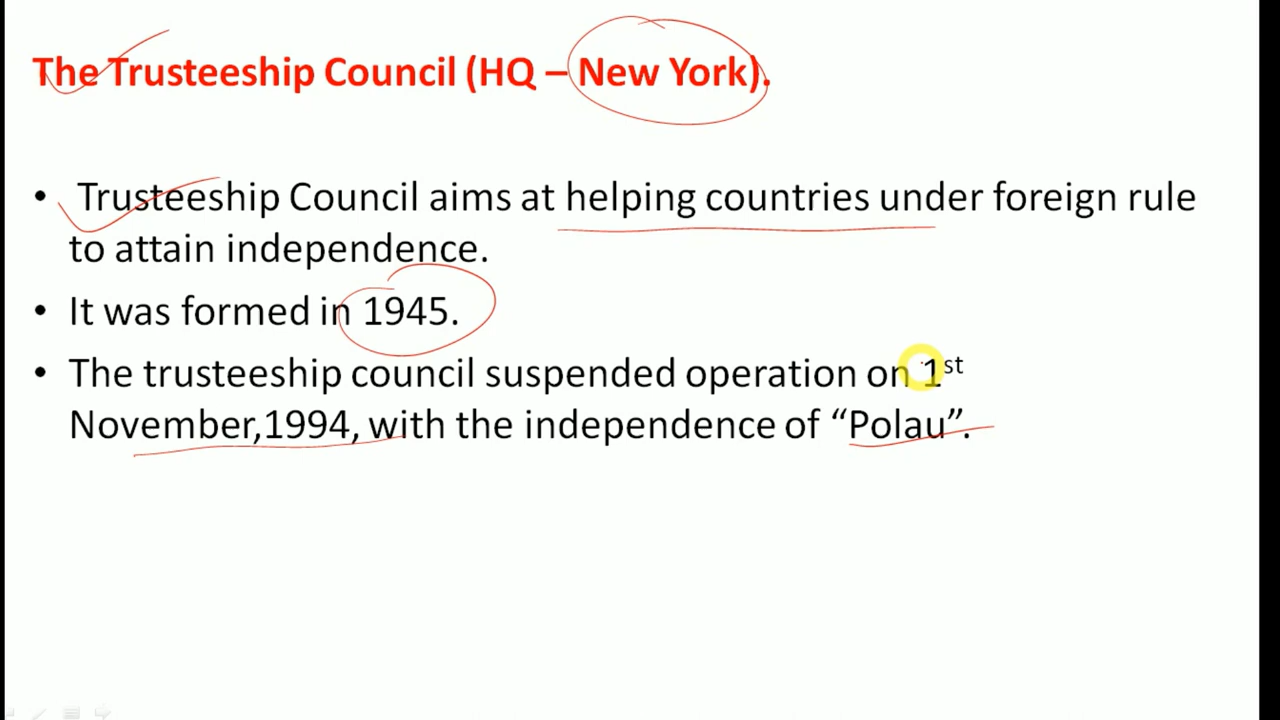 The Trusteeship Council (HQ – New York).
• Trusteeship Council aims at helping countries under foreign rule
to attain independence.
• It was formed in 1945.
• The trusteeship council suspended operation on 1st
November,1994, with the independence of “Polau”.